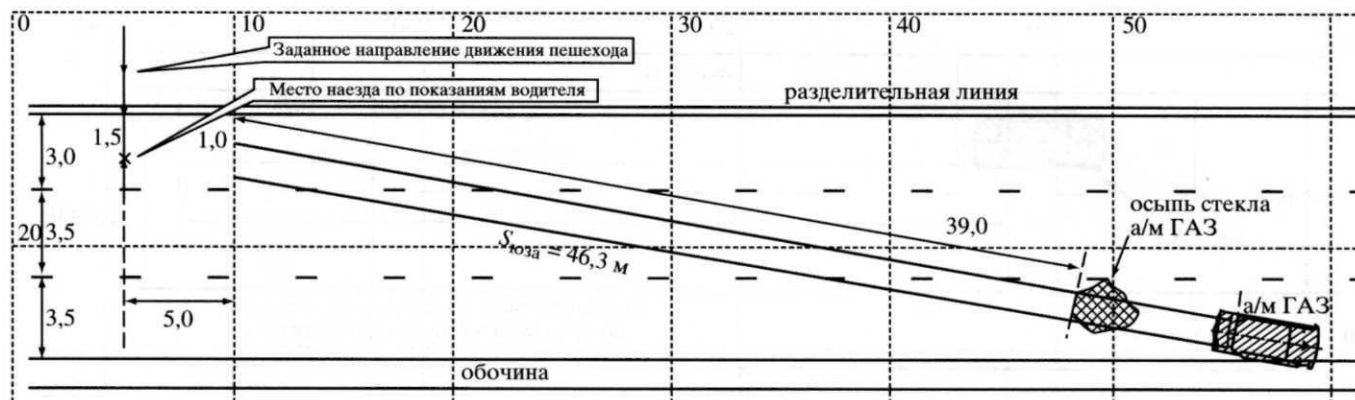 0 10 20 30 40 50
Заданное направление движения пешехода
Место наезда по показаниям водителя
разделительная линия
1,5
1,0
3,0
осыпь стекла
а/м ГАЗ
39,0
20
3,5
Sюза = 46,3 м
а/м ГАЗ
5,0
3,5
обочина